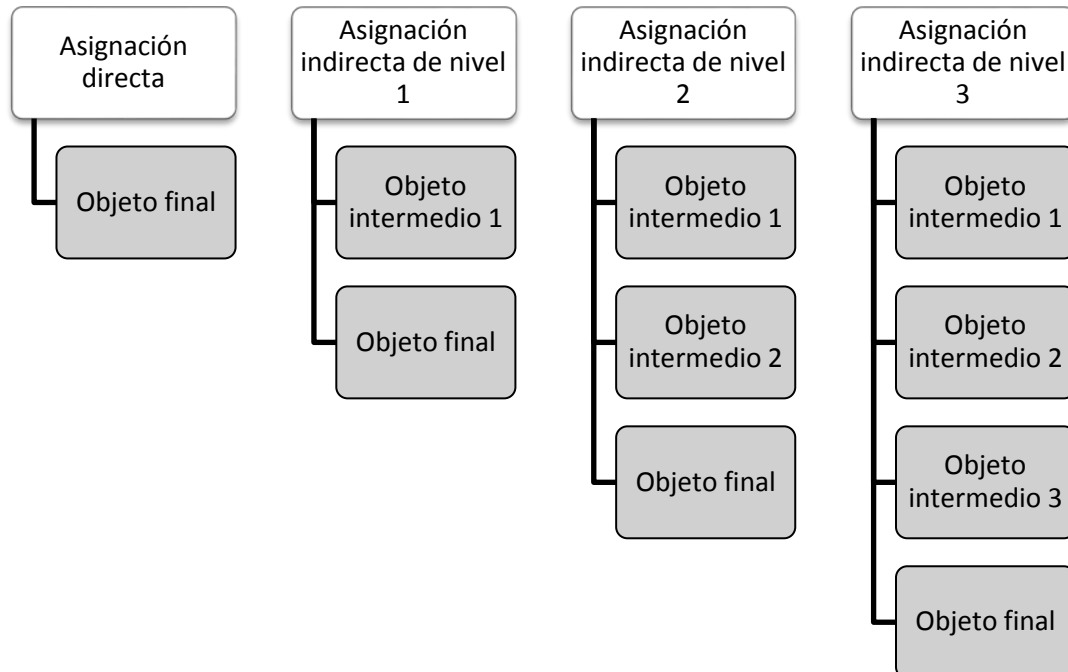 Asignación
directa
Objeto final
Asignación
indirecta de nivel
1
Objeto
intermedio 1
Objeto final
Asignación
indirecta de nivel
2
Objeto
intermedio 1
Objeto
intermedio 2
Objeto final
Asignación
indirecta de nivel
3
Objeto
intermedio 1
Objeto
intermedio 2
Objeto
intermedio 3
Objeto final